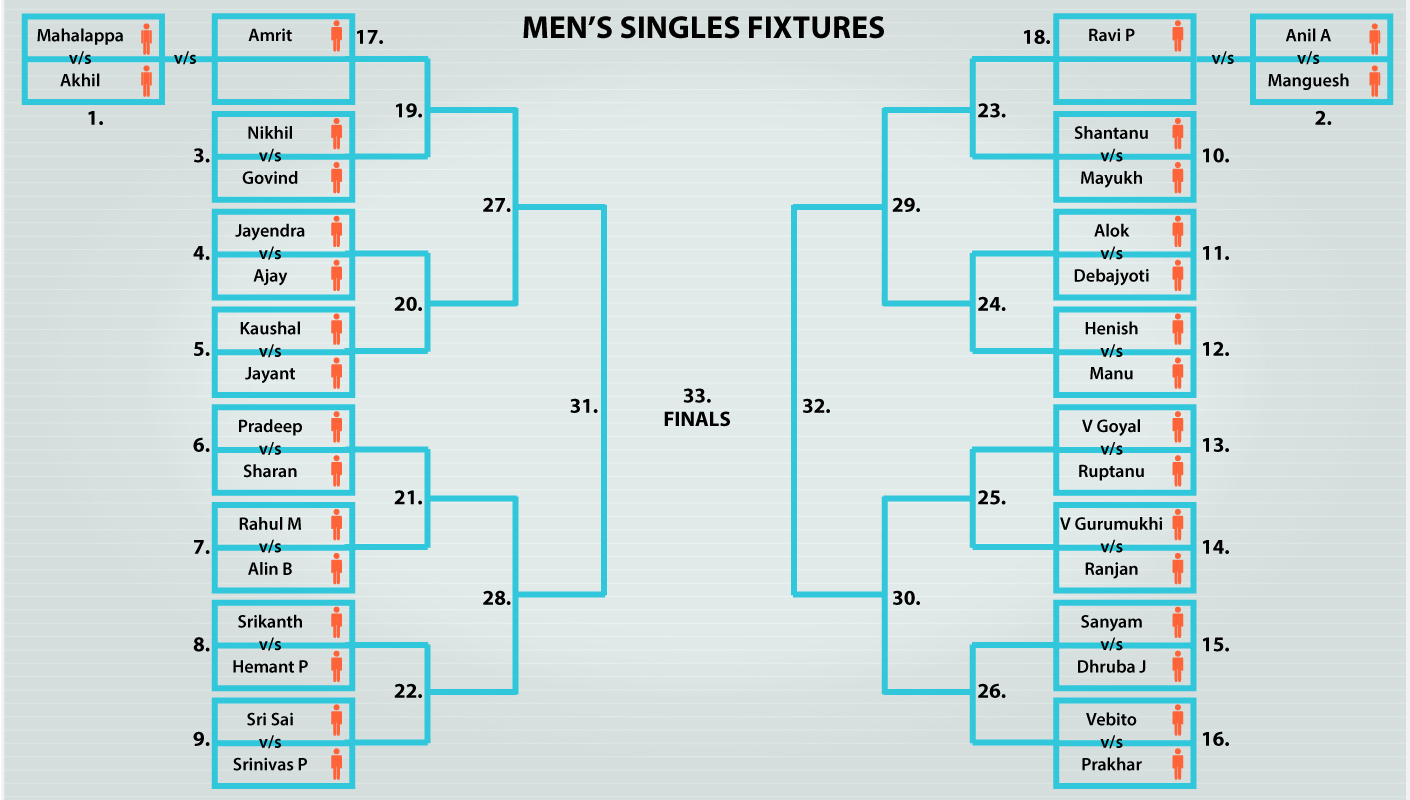 MEN’S SINGLES FIXTURES
Mahalappa
v/s
Akhil
1.
v/s
Amrit
17.
3.
Nikhil
v/s
Govind
19.
4.
Jayendra
v/s
Ajay
27.
5.
Kaushal
v/s
Jayant
20.
6.
Pradeep
v/s
Sharan
31.
7.
Rahul M
v/s
Alin B
21.
8.
Srikanth
v/s
Hemant P
28.
9.
Sri Sai
v/s
Srinivas P
22.
33.
FINALS
18.
Ravi P
v/s
Anil A
v/s
Manguesh
2.
23.
Shantanu
v/s
Mayukh
10.
29.
Alok
v/s
Debajyoti
11.
24.
Henish
v/s
Manu
12.
32.
V Goyal
v/s
Ruptanu
13.
25.
V Gurumukhi
v/s
Ranjan
14.
30.
Sanyam
v/s
Dhruba J
15.
26.
Vebito
v/s
Prakhar
16.